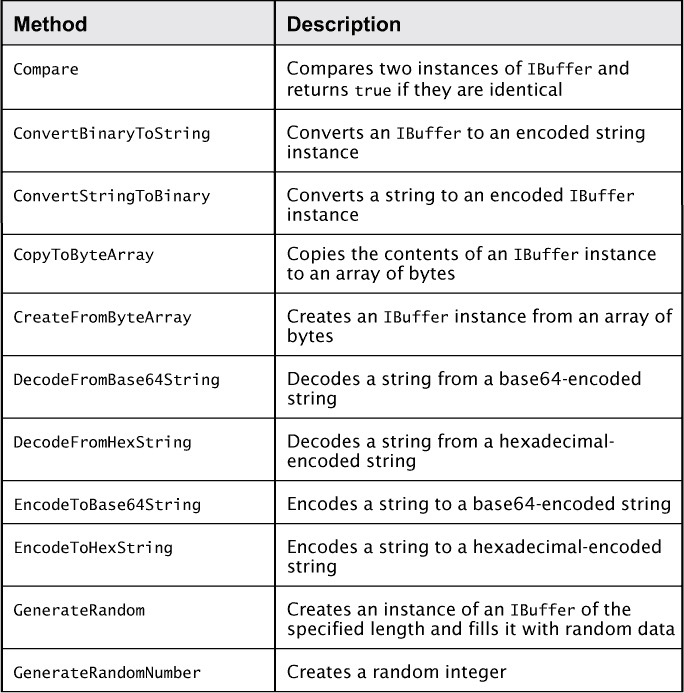 Method Description
Compare Compares two instances of IBuffer and
returns true if they are identical
ConvertBinaryToString Converts an IBuffer to an encoded string
instance
ConvertStringToBinary Converts a string to an encoded IBuffer
instance
CopyToByteArray Copies the contents of an IBuffer instance
to an array of bytes
CreateFromByteArray Creates an IBuffer instance from an array of
bytes
DecodeFromBase64String Decodes a string from a base64-encoded
string
DecodeFromHexString Decodes a string from a hexadecimal-
encoded string
EncodeToBase64String Encodes a string to a base64-encoded string
EncodeToHexString Encodes a string to a hexadecimal-encoded
string
GenerateRandom Creates an instance of an IBuffer of the
specified length and fills it with random data
GenerateRandomNumber Creates a random integer